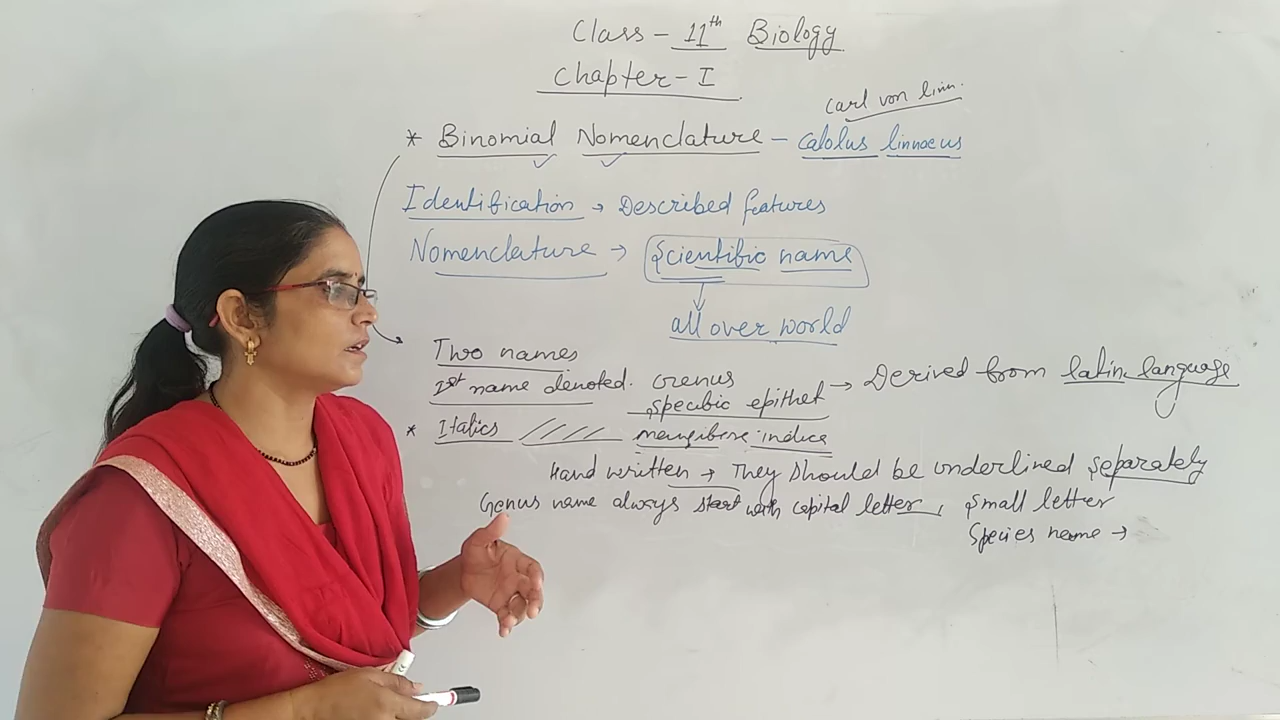 Class - 11th Biology
Chapter - I
Carl von linn.
* Binomial Nomenclature - Calolus linnaeus
Identification → Described features
Nomenclature → Scientific name
all over world
Two names
Ist name denoted. Genus
specific epithet → Derived from latin language
* Italics //// mangifera indica
Hand written → They should be underlined separately
Genus name always start with capital letter, small letter
Species name →